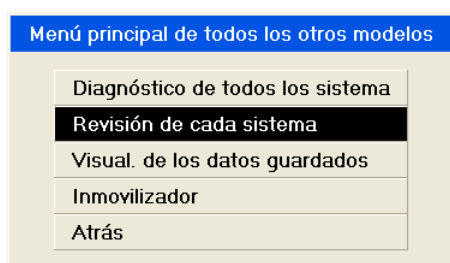 Menú principal de todos los otros modelos
Diagnóstico de todos los sistema
Revisión de cada sistema
Visual. de los datos guardados
Inmovilizador
Atrás